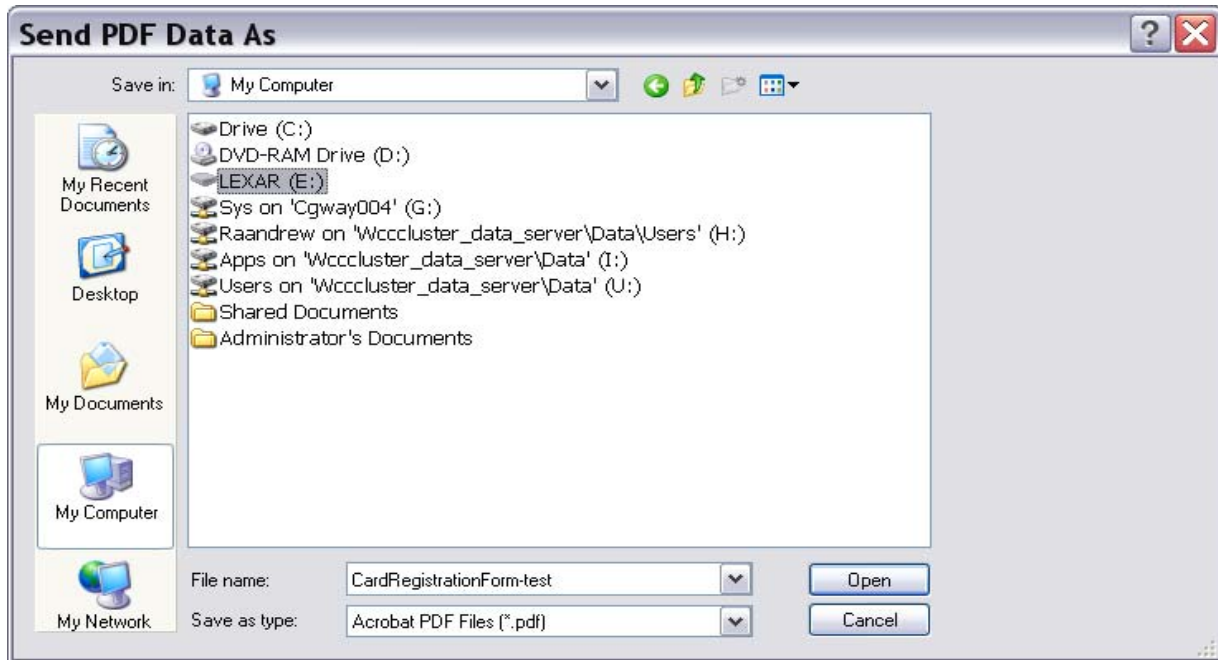 Send PDF Data As
Save in: My Computer
My Recent
Documents
Desktop
My Documents
My Computer
My Network
Drive (C:)
DVD-RAM Drive (D:)
LEXAR (E:)
Sys on 'Cgway004' (G:)
Raandrew on 'Wcccluster_data_server\Data\Users' (H:)
Apps on 'Wcccluster_data_server\Data' (I:)
Users on 'Wcccluster_data_server\Data' (U:)
Shared Documents
Administrator's Documents
File name: CardRegistrationForm-test Open
Save as type: Acrobat PDF Files (*.pdf) Cancel